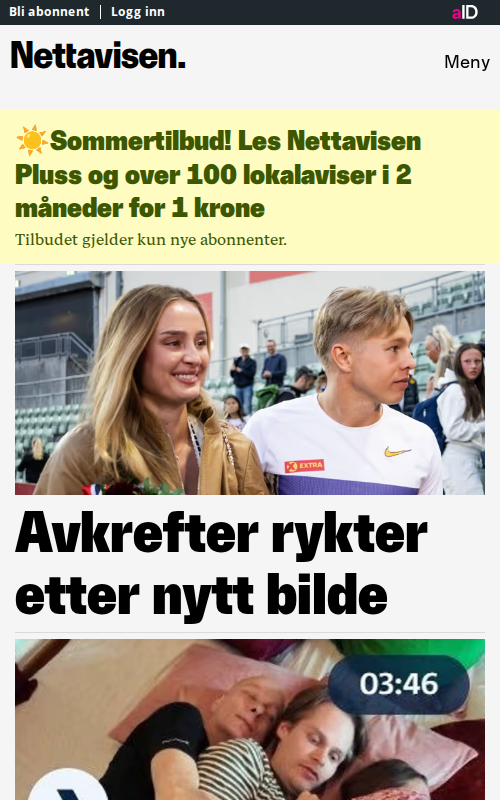 Bli abonnent
Logg inn
aID
Nettavisen.
Meny
☀️Sommertilbud! Les Nettavisen
Pluss og over 100 lokalaviser i 2
måneder for 1 krone
Tilbudet gjelder kun nye abonnenter.
EXTRA
Avkrefter rykter
etter nytt bilde
03:46